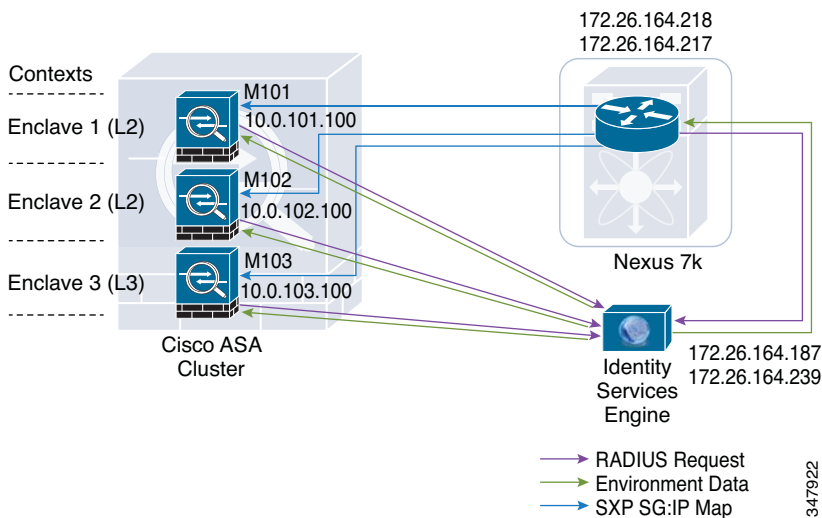 172.26.164.218
172.26.164.217
Contexts
M101
10.0.101.100
Enclave 1 (L2)
M102
Enclave 2 (L2)
10.0.102.100
M103
Nexus 7k
Enclave 3 (L3)
10.0.103.100
Cisco ASA
Cluster
Identity
Services
Engine
172.26.164.187
172.26.164.239
RADIUS Request
Environment Data
SXP SG:IP Map
347922